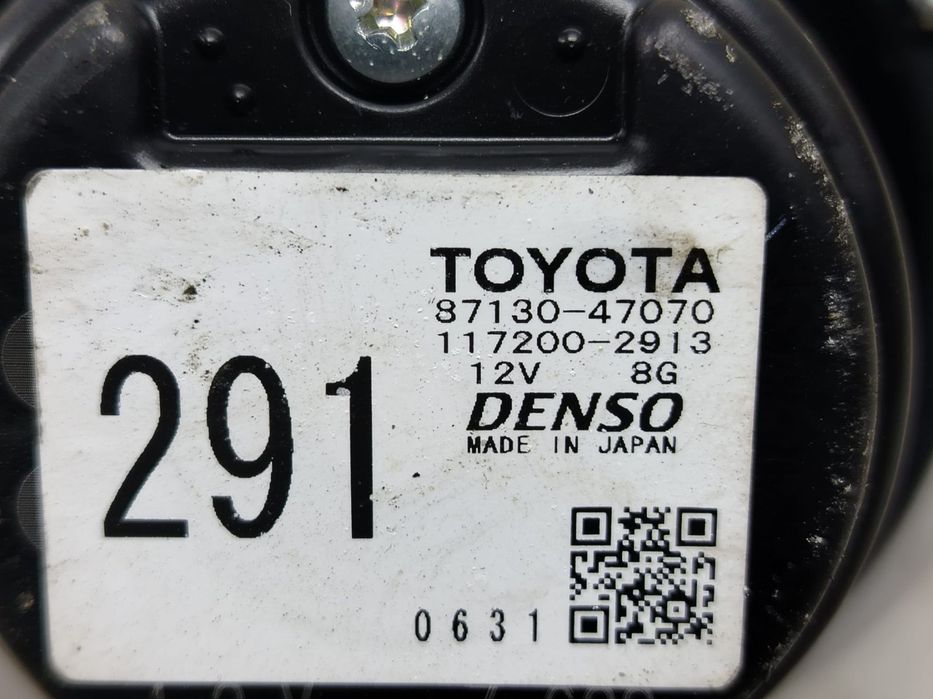 TOYOTA
87130-47070
117200-2913
12V 8G
DENSO
MADE IN JAPAN
291
0631